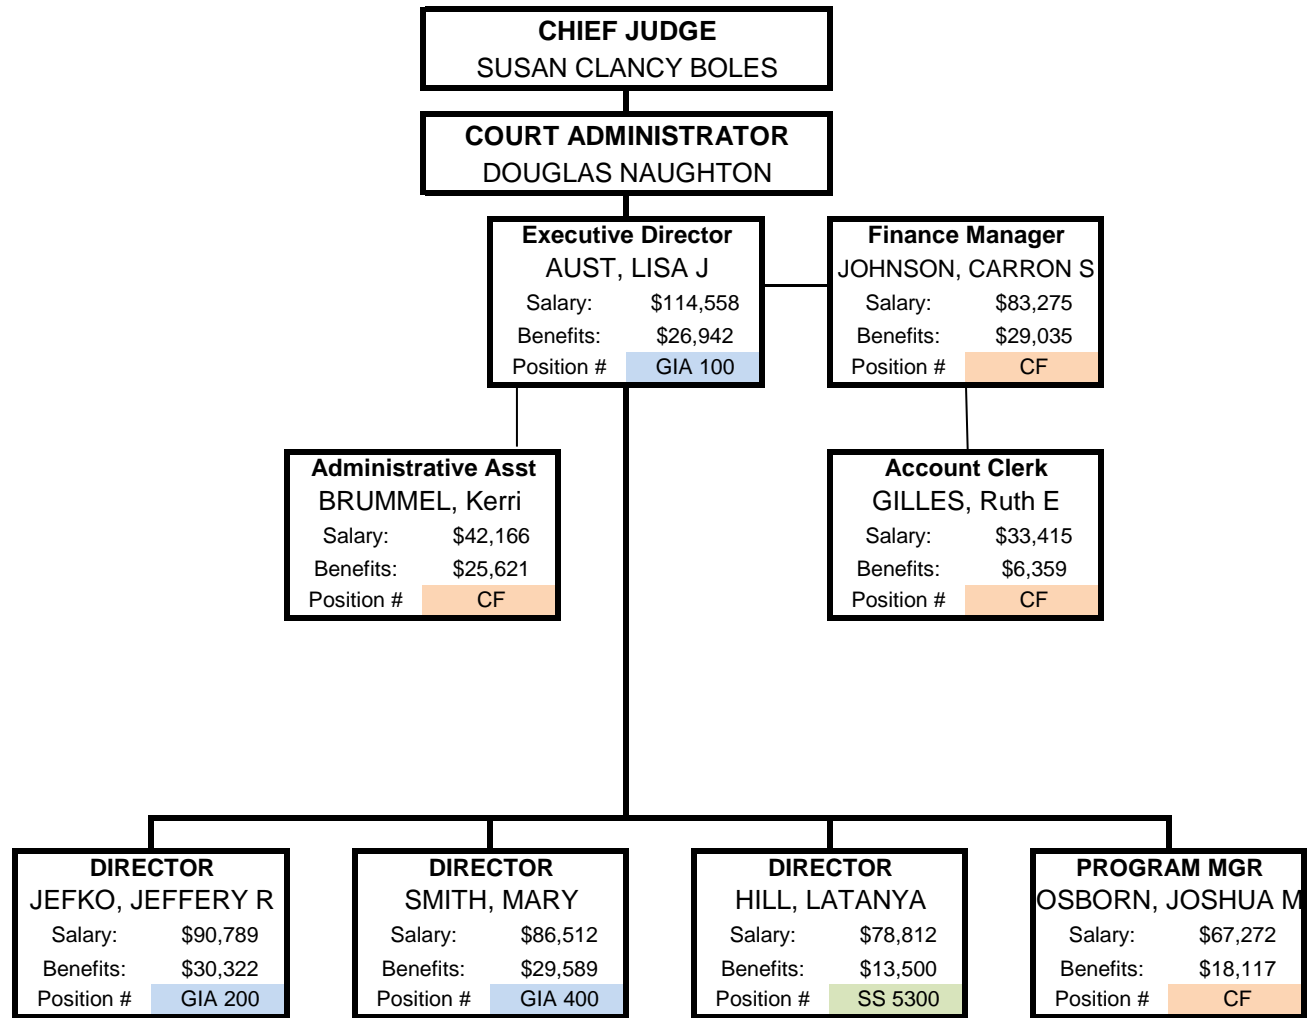 CHIEF JUDGE
SUSAN CLANCY BOLES
COURT ADMINISTRATOR
DOUGLAS NAUGHTON
Executive Director
AUST, LISA J
Salary: $114,558
Benefits: $26,942
Position # GIA 100
Finance Manager
JOHNSON, CARRON S
Salary: $83,275
Benefits: $29,035
Position # CF
Administrative Asst
BRUMMEL, Kerri
Salary: $42,166
Benefits: $25,621
Position # CF
Account Clerk
GILLES, Ruth E
Salary: $33,415
Benefits: $6,359
Position # CF
DIRECTOR
JEFKO, JEFFERY R
Salary: $90,789
Benefits: $30,322
Position # GIA 200
DIRECTOR
SMITH, MARY
Salary: $86,512
Benefits: $29,589
Position # GIA 400
DIRECTOR
HILL, LATANYA
Salary: $78,812
Benefits: $13,500
Position # SS 5300
PROGRAM MGR
OSBORN, JOSHUA M
Salary: $67,272
Benefits: $18,117
Position # CF